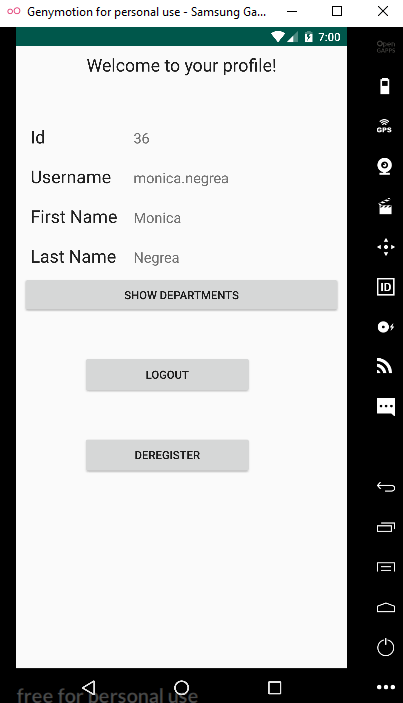 Genymotion for personal use - Samsung Ga...
7:00
Open
GAPPS
Welcome to your profile!
GPS
Id 36
Username monica.negrea
ID
First Name Monica
Last Name Negrea
SHOW DEPARTMENTS
LOGOUT
DEREGISTER
free for personal use